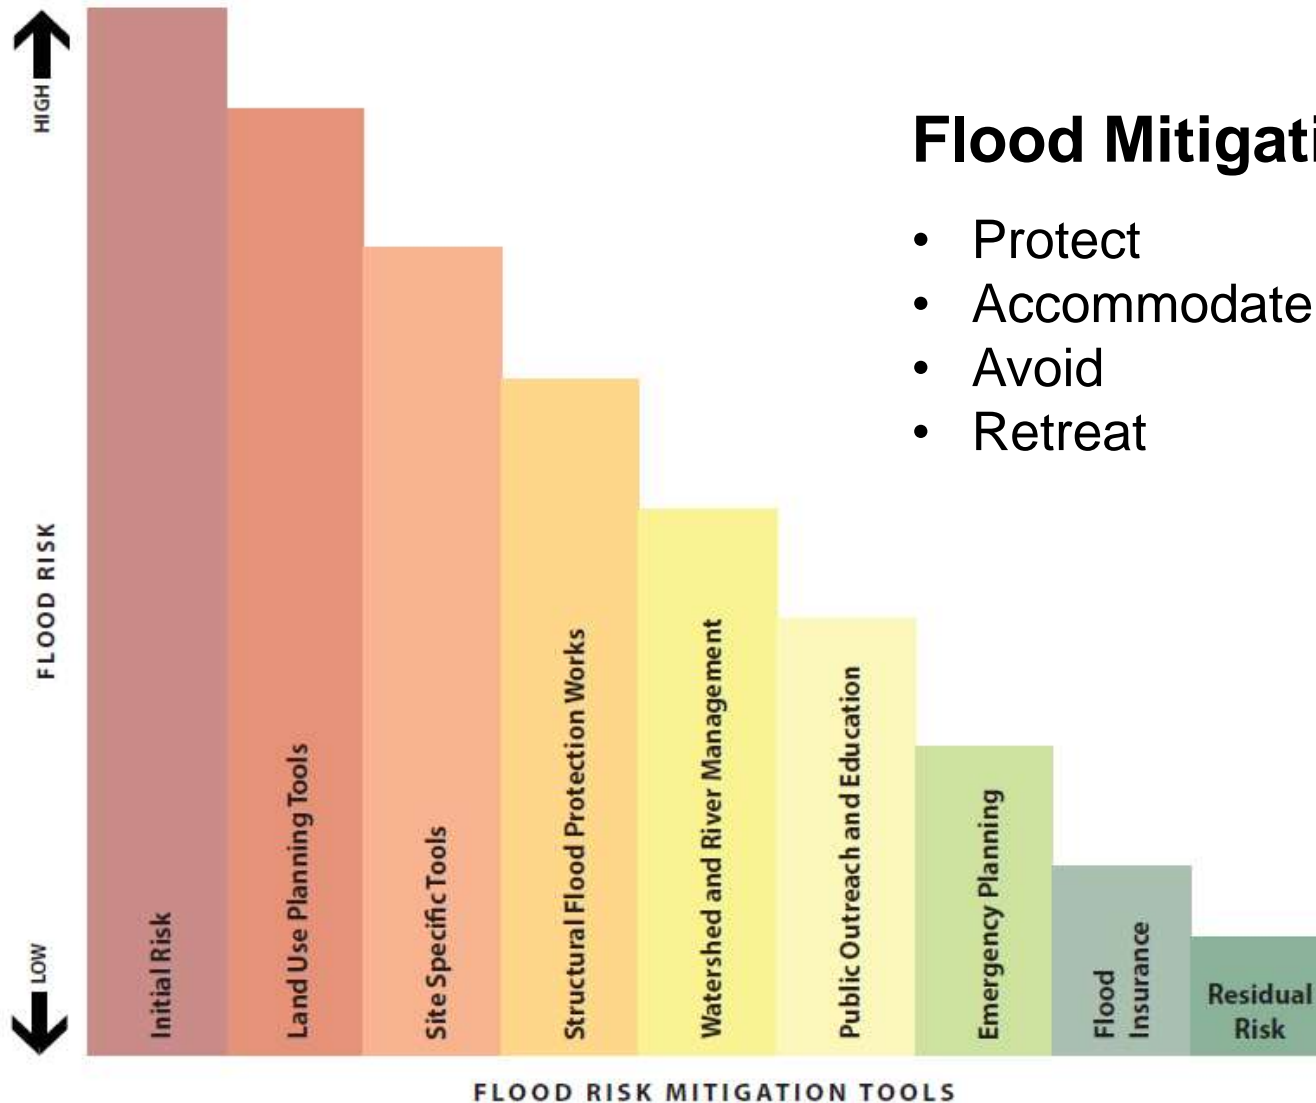 HIGH
FLOOD RISK
LOW
Flood Mitigati
• Protect
• Accommodate
• Avoid
• Retreat
Initial Risk
Land Use Planning Tools
Site Specific Tools
Structural Flood Protection Works
Watershed and River Management
Public Outreach and Education
Emergency Planning
Flood
Insurance
Residual
Risk
FLOOD RISK MITIGATION TOOLS